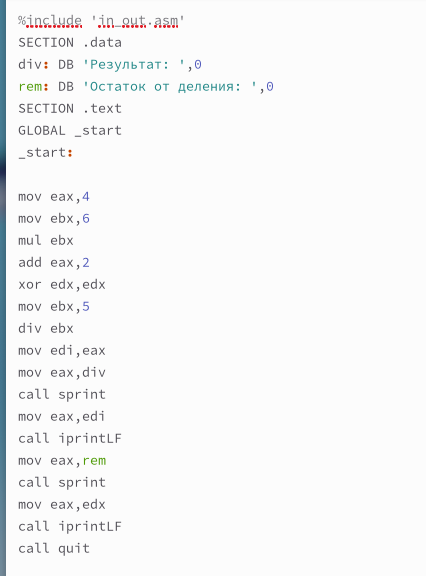 %include 'in_out.asm'
SECTION .data
div: DB 'Результат: ',0
rem: DB 'Остаток от деления: ',0
SECTION .text
GLOBAL _start
_start:
mov eax,4
mov ebx,6
mul ebx
add eax,2
xor edx,edx
mov ebx,5
div ebx
mov edi,eax
mov eax,div
call sprint
mov eax,edi
call iprintLF
mov eax,rem
call sprint
mov eax,edx
call iprintLF
call quit